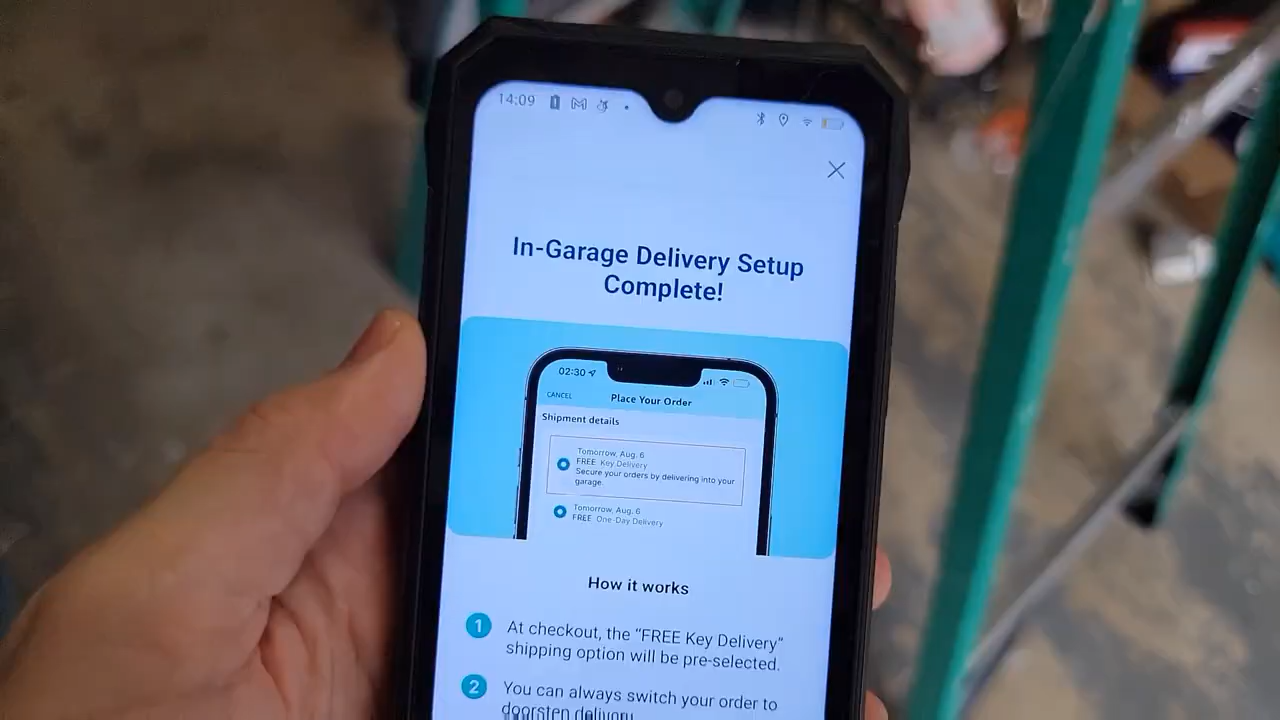 14:09
In-Garage Delivery Setup
Complete!
02:30
CANCEL
Place Your Order
Shipment details
Tomorrow, Aug. 6
FREE Key Delivery
Secure your orders by delivering into your
garage.
Tomorrow, Aug. 6
FREE One-Day Delivery
How it works
1 At checkout, the "FREE Key Delivery"
shipping option will be pre-selected.
2 You can always switch your order to
doorstep delivery